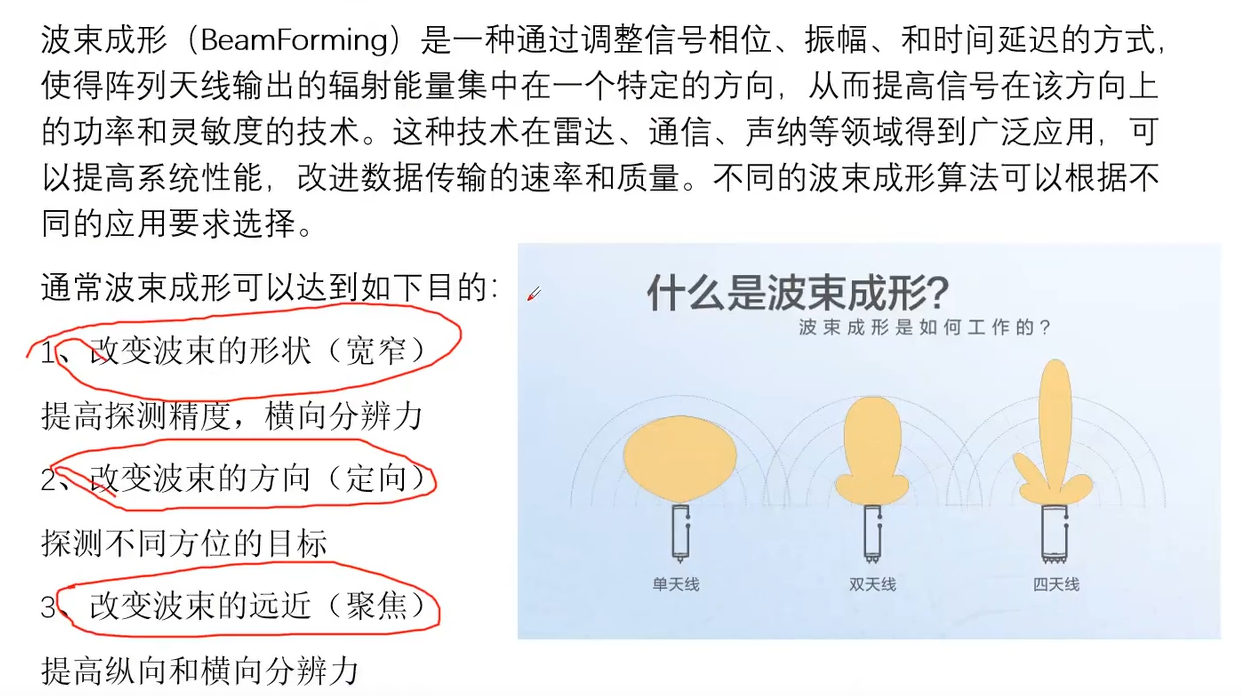 波束成形（BeamForming）是一种通过调整信号相位、振幅、和时间延迟的方式，
使得阵列天线输出的辐射能量集中在一个特定的方向，从而提高信号在该方向上
的功率和灵敏度的技术。这种技术在雷达、通信、声纳等领域得到广泛应用，可
以提高系统性能，改进数据传输的速率和质量。不同的波束成形算法可以根据不
同的应用要求选择。
通常波束成形可以达到如下目的：
1、改变波束的形状（宽窄）
提高探测精度，横向分辨力
2、改变波束的方向（定向）
探测不同方位的目标
3、改变波束的远近（聚焦）
提高纵向和横向分辨力
什么是波束成形？
波束成形是如何工作的？
单天线
双天线
四天线